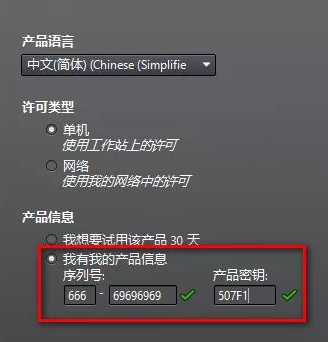 产品语言
中文(简体) (Chinese (Simplifie
许可类型
单机
使用工作站上的许可
网络
使用我的网络中的许可
产品信息
我想要试用该产品 30 天
我有我的产品信息
序列号: 产品密钥:
666 - 69696969 507F1